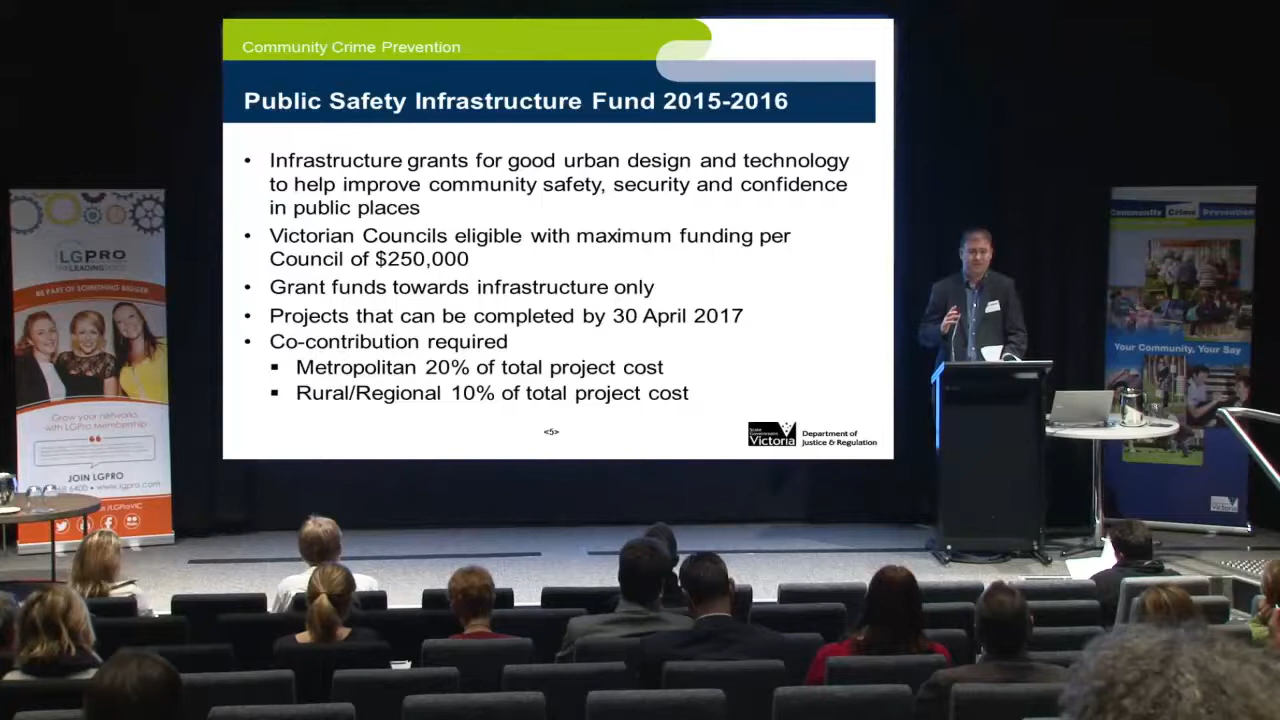 Community Crime Prevention
Public Safety Infrastructure Fund 2015-2016
• Infrastructure grants for good urban design and technology
to help improve community safety, security and confidence
in public places
• Victorian Councils eligible with maximum funding per
Council of $250,000
• Grant funds towards infrastructure only
• Projects that can be completed by 30 April 2017
• Co-contribution required
▪ Metropolitan 20% of total project cost
▪ Rural/Regional 10% of total project cost
<5>
Victoria
Department of
Justice & Regulation
LGPRO
BE PART OF SOMETHING BIGGER
Grow your networks
with LGPro Membership
JOIN LGPRO
www.lgpro.com
Community Crime Prevention
Your Community, Your Say
Victoria